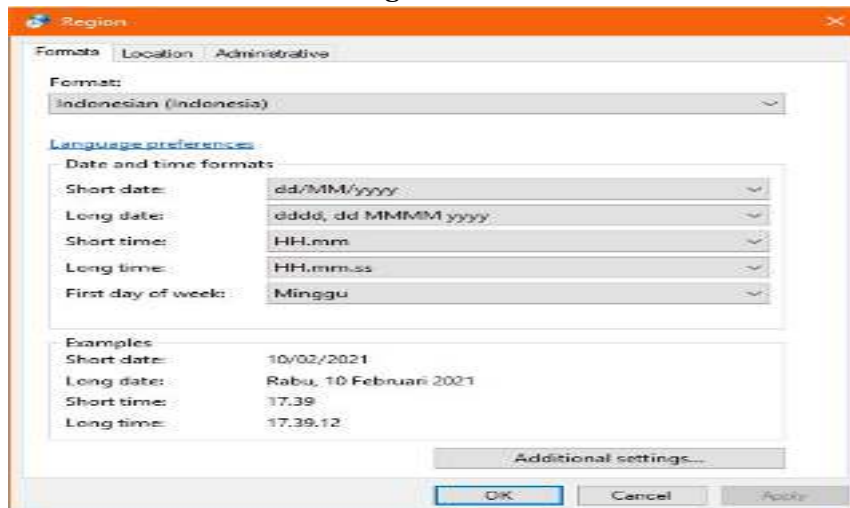 Region
Formats Location Administrative
Format:
Indonesian (Indonesia)
Language preferences
Date and time formats
Short date: dd/MM/yyyy
Long date: dddd, dd MMMM yyyy
Short time: HH.mm
Long time: HH.mm.ss
First day of week: Minggu
Examples
Short date: 10/02/2021
Long date: Rabu, 10 Februari 2021
Short time: 17.39
Long time: 17.39.12
Additional settings...
OK Cancel Apply